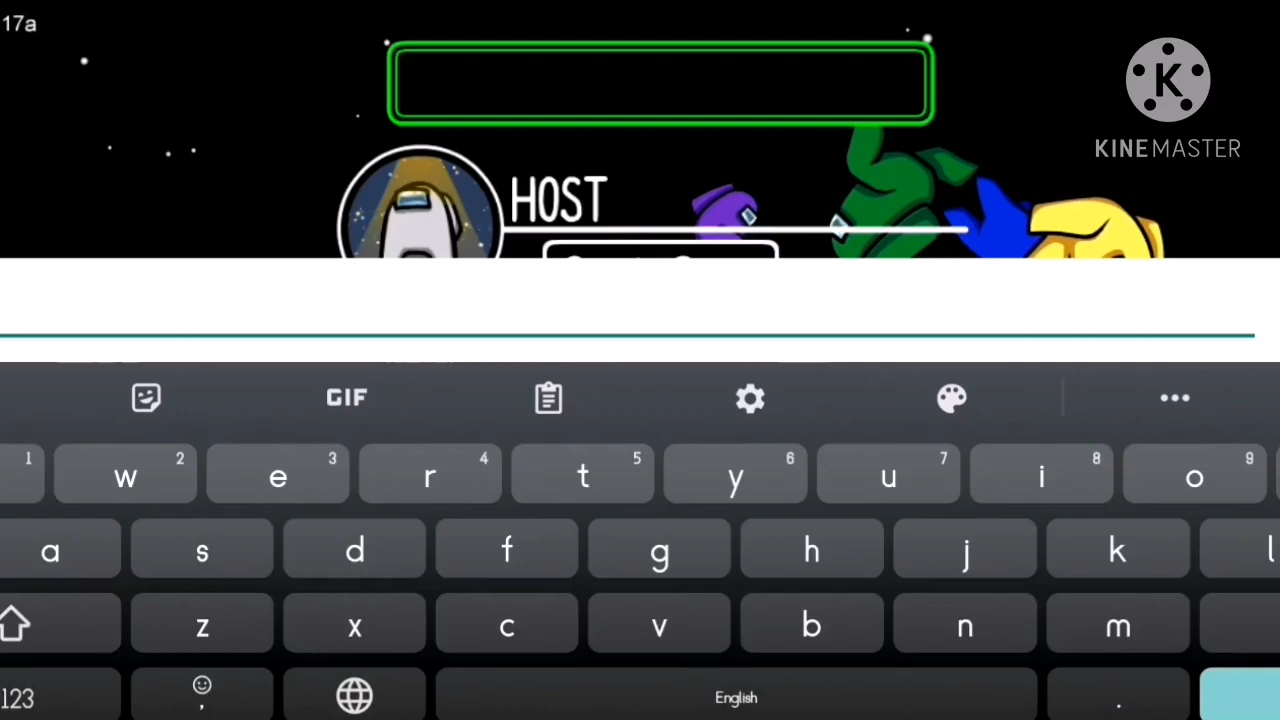 17a
K
KINEMASTER
HOST
GIF
1 2 3 4 5 6 7 8 9
w e r t y u i o
a s d f g h j k l
z x c v b n m
123 , English .